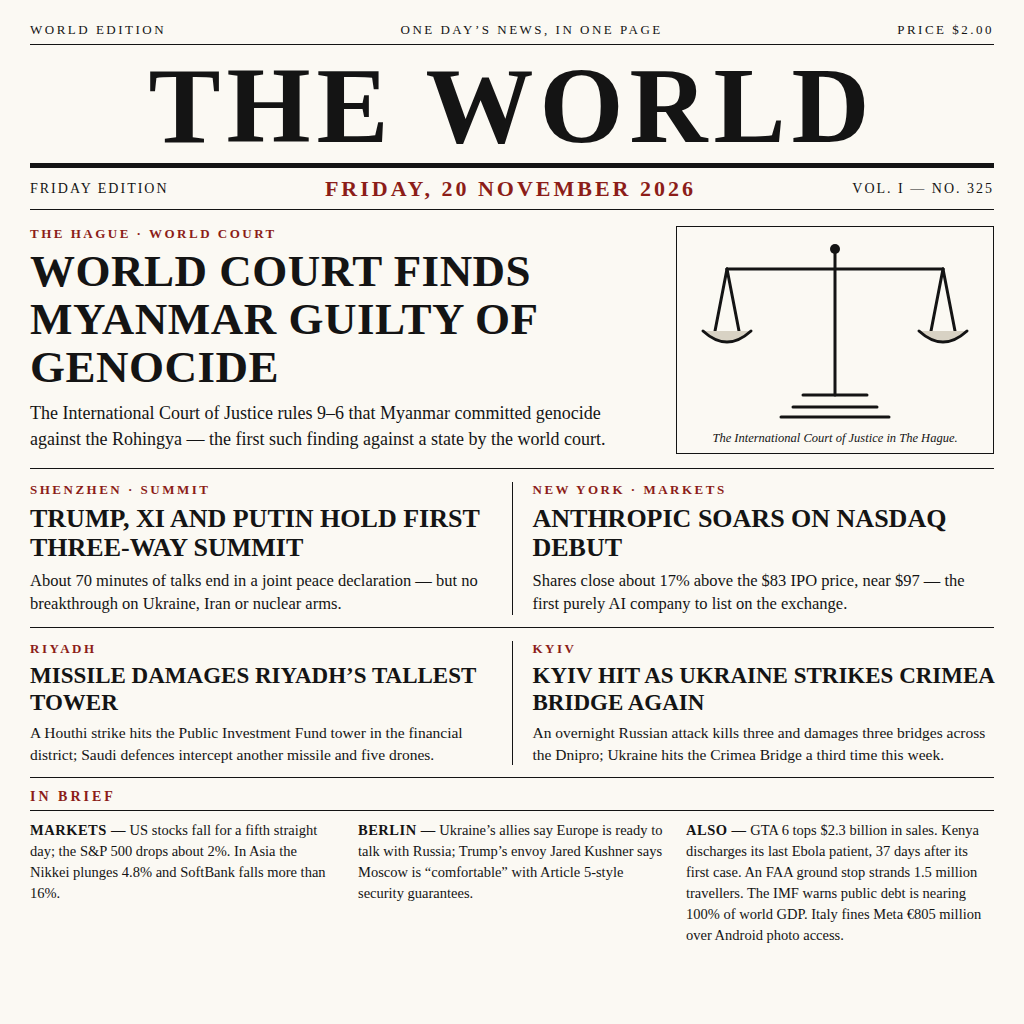 WORLD EDITION
ONE DAY’S NEWS, IN ONE PAGE
PRICE $2.00
THE WORLD
FRIDAY EDITION
FRIDAY, 20 NOVEMBER 2026
VOL. I — NO. 325
THE HAGUE · WORLD COURT
WORLD COURT FINDS
MYANMAR GUILTY OF
GENOCIDE
The International Court of Justice rules 9–6 that Myanmar committed genocide
against the Rohingya — the first such finding against a state by the world court.
The International Court of Justice in The Hague.
SHENZHEN · SUMMIT
TRUMP, XI AND PUTIN HOLD FIRST
THREE-WAY SUMMIT
About 70 minutes of talks end in a joint peace declaration — but no
breakthrough on Ukraine, Iran or nuclear arms.
NEW YORK · MARKETS
ANTHROPIC SOARS ON NASDAQ
DEBUT
Shares close about 17% above the $83 IPO price, near $97 — the
first purely AI company to list on the exchange.
RIYADH
MISSILE DAMAGES RIYADH’S TALLEST
TOWER
A Houthi strike hits the Public Investment Fund tower in the financial
district; Saudi defences intercept another missile and five drones.
KYIV
KYIV HIT AS UKRAINE STRIKES CRIMEA
BRIDGE AGAIN
An overnight Russian attack kills three and damages three bridges across
the Dnipro; Ukraine hits the Crimea Bridge a third time this week.
IN BRIEF
MARKETS — US stocks fall for a fifth straight
day; the S&P 500 drops about 2%. In Asia the
Nikkei plunges 4.8% and SoftBank falls more than
16%.
BERLIN — Ukraine’s allies say Europe is ready to
talk with Russia; Trump’s envoy Jared Kushner says
Moscow is “comfortable” with Article 5-style
security guarantees.
ALSO — GTA 6 tops $2.3 billion in sales. Kenya
discharges its last Ebola patient, 37 days after its
first case. An FAA ground stop strands 1.5 million
travellers. The IMF warns public debt is nearing
100% of world GDP. Italy fines Meta €805 million
over Android photo access.